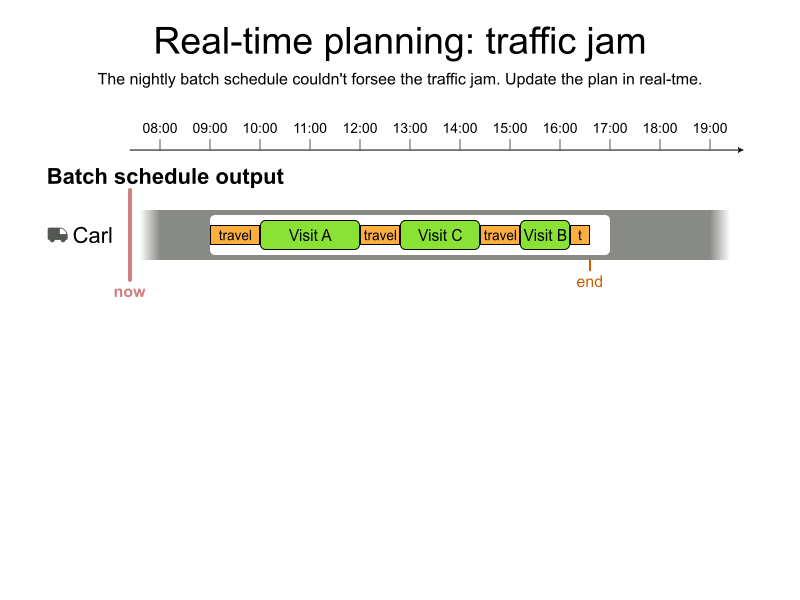 Real-time planning: traffic jam
The nightly batch schedule couldn't forsee the traffic jam. Update the plan in real-tme.
08:00 09:00 10:00 11:00 12:00 13:00 14:00 15:00 16:00 17:00 18:00 19:00
Batch schedule output
Carl travel Visit A travel Visit C travel Visit B t
end
now